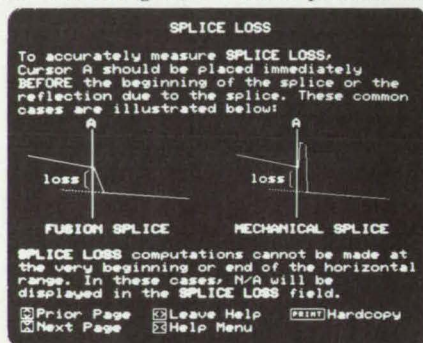 SPLICE LOSS
To accurately measure SPLICE LOSS,
Cursor A should be placed immediately
BEFORE the beginning of the splice or the
reflection due to the splice. These common
cases are illustrated below:
A A
loss loss
FUSION SPLICE MECHANICAL SPLICE
SPLICE LOSS computations cannot be made at
the very beginning or end of the horizontal
range. In these cases, N/A will be
displayed in the SPLICE LOSS field.
Prior Page Leave Help PRINT Hardcopy
Next Page Help Menu